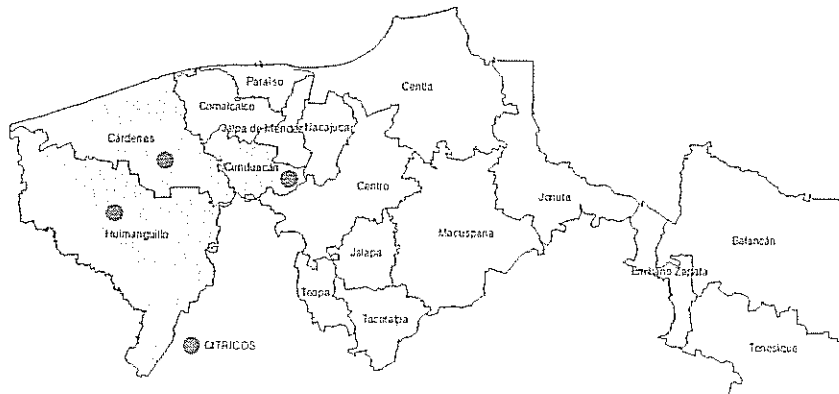 Paraíso
Centla
Comalcalco
Jalpa de Méndez
Nacajuca
Cárdenas
Cunduacán
Centro
Jonuta
Huimanguillo
Macuspana
Jalapa
Balancán
Emiliano Zapata
Teapa
Tacotalpa
CITRICOS
Tenosique